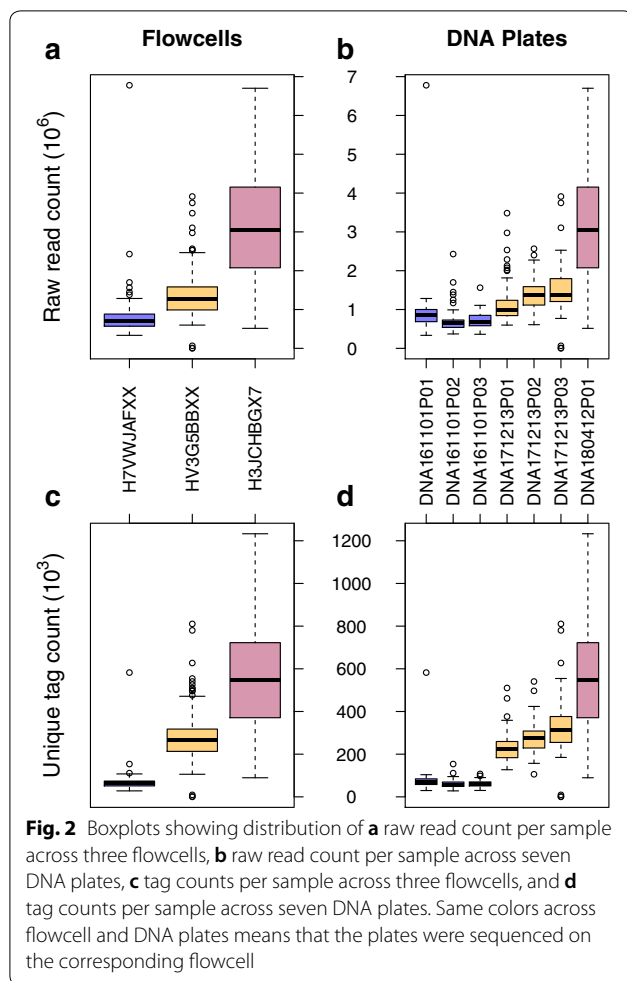 a Flowcells
b DNA Plates
Raw read count (10^6)
7
6
5
4
3
2
1
0
H7VWJAFXX
HV3G5BBXX
H3JCHBGX7
DNA161101P01
DNA161101P02
DNA161101P03
DNA171213P01
DNA171213P02
DNA171213P03
DNA180412P01
c
d
Unique tag count (10^3)
1200
1000
800
600
400
200
0
Fig. 2 Boxplots showing distribution of a raw read count per sample
across three flowcells, b raw read count per sample across seven
DNA plates, c tag counts per sample across three flowcells, and d
tag counts per sample across seven DNA plates. Same colors across
flowcell and DNA plates means that the plates were sequenced on
the corresponding flowcell